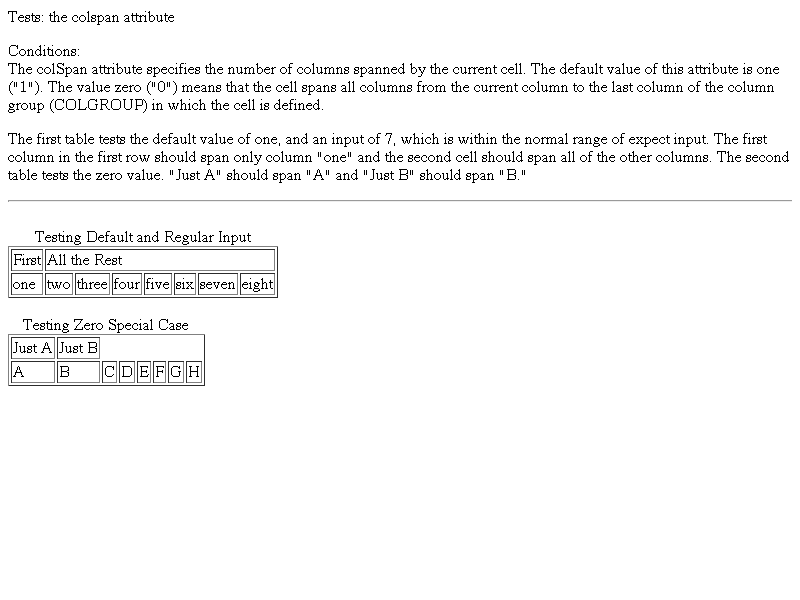 Tests: the colspan attribute
Conditions:
The colSpan attribute specifies the number of columns spanned by the current cell. The default value of this attribute is one
("1"). The value zero ("0") means that the cell spans all columns from the current column to the last column of the column
group (COLGROUP) in which the cell is defined.
The first table tests the default value of one, and an input of 7, which is within the normal range of expect input. The first
column in the first row should span only column "one" and the second cell should span all of the other columns. The second
table tests the zero value. "Just A" should span "A" and "Just B" should span "B."
Testing Default and Regular Input
First All the Rest
one two three four five six seven eight
Testing Zero Special Case
Just A Just B
A B C D E F G H